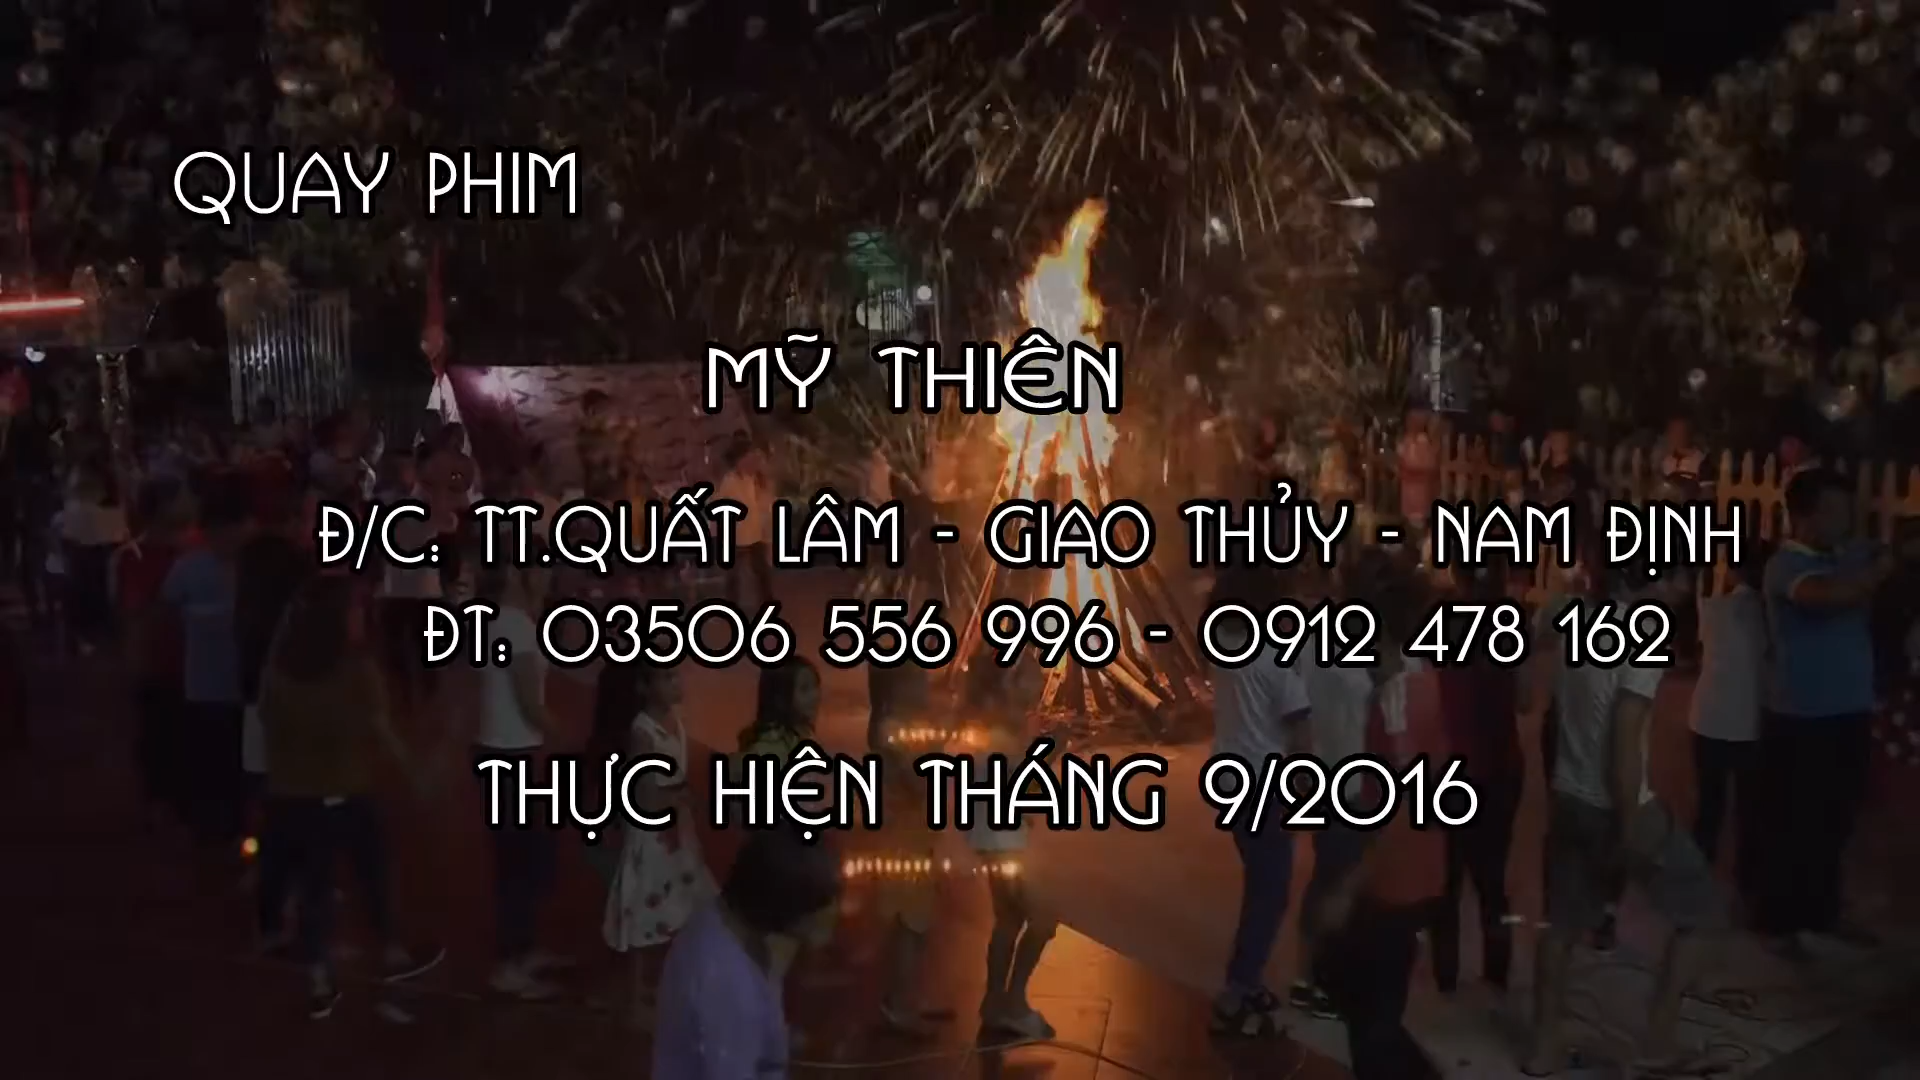 QUAY PHIM
MỸ THIÊN
Đ/C: TT.QUẤT LÂM - GIAO THỦY - NAM ĐỊNH
ĐT: 03506 556 996 - 0912 478 162
THỰC HIỆN THÁNG 9/2016